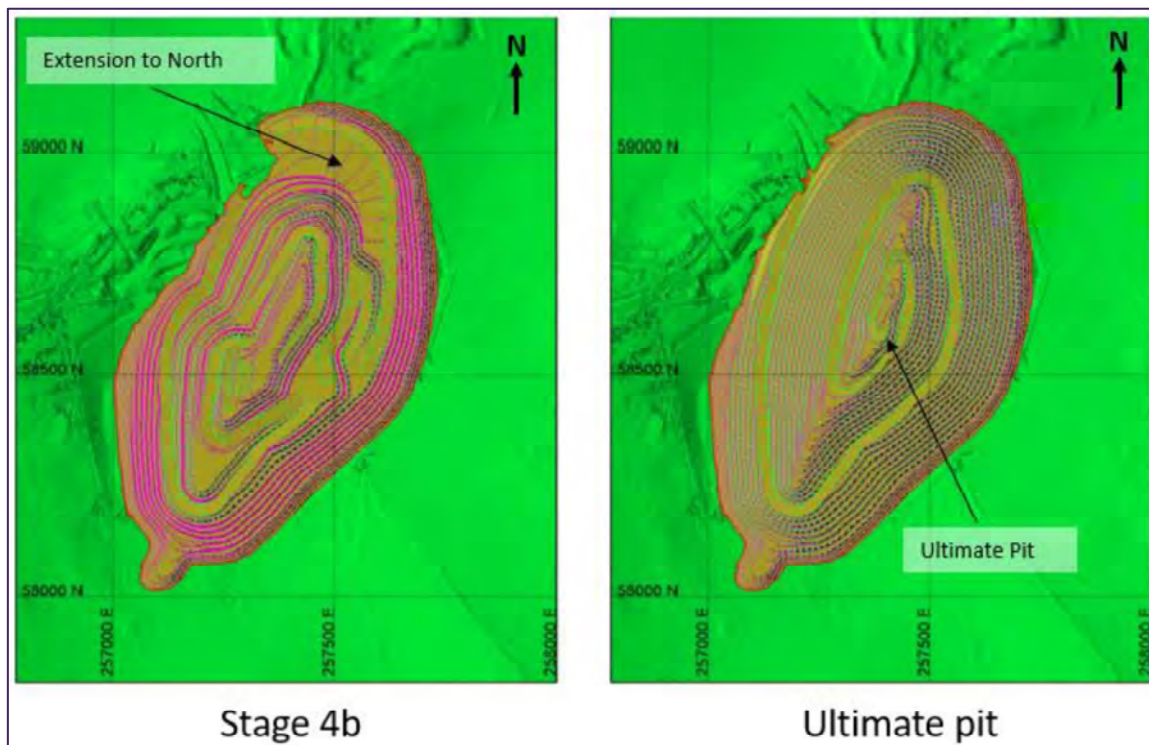 Extension to North
N
59000 N
58500 N
58000 N
257000 E
257500 E
258000 E
Stage 4b
N
59000 N
58500 N
58000 N
Ultimate Pit
257000 E
257500 E
258000 E
Ultimate pit